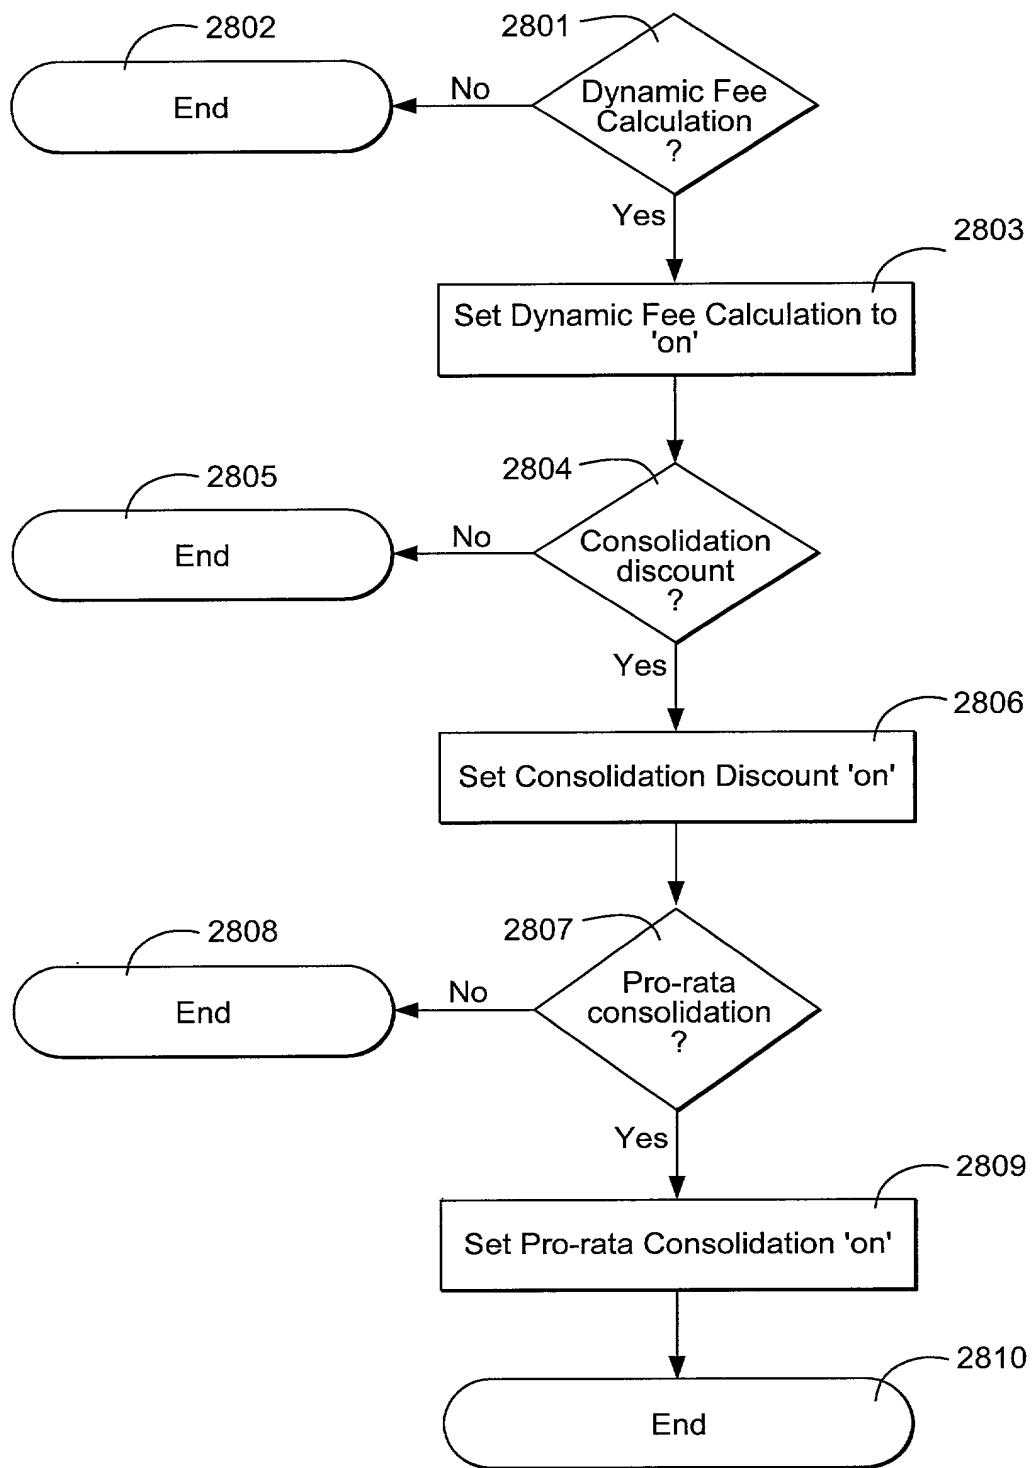 2802
2801
End
No
Dynamic Fee
Calculation
?
Yes
2803
Set Dynamic Fee Calculation to
'on'
2805
2804
End
No
Consolidation
discount
?
Yes
2806
Set Consolidation Discount 'on'
2808
2807
End
No
Pro-rata
consolidation
?
Yes
2809
Set Pro-rata Consolidation 'on'
2810
End